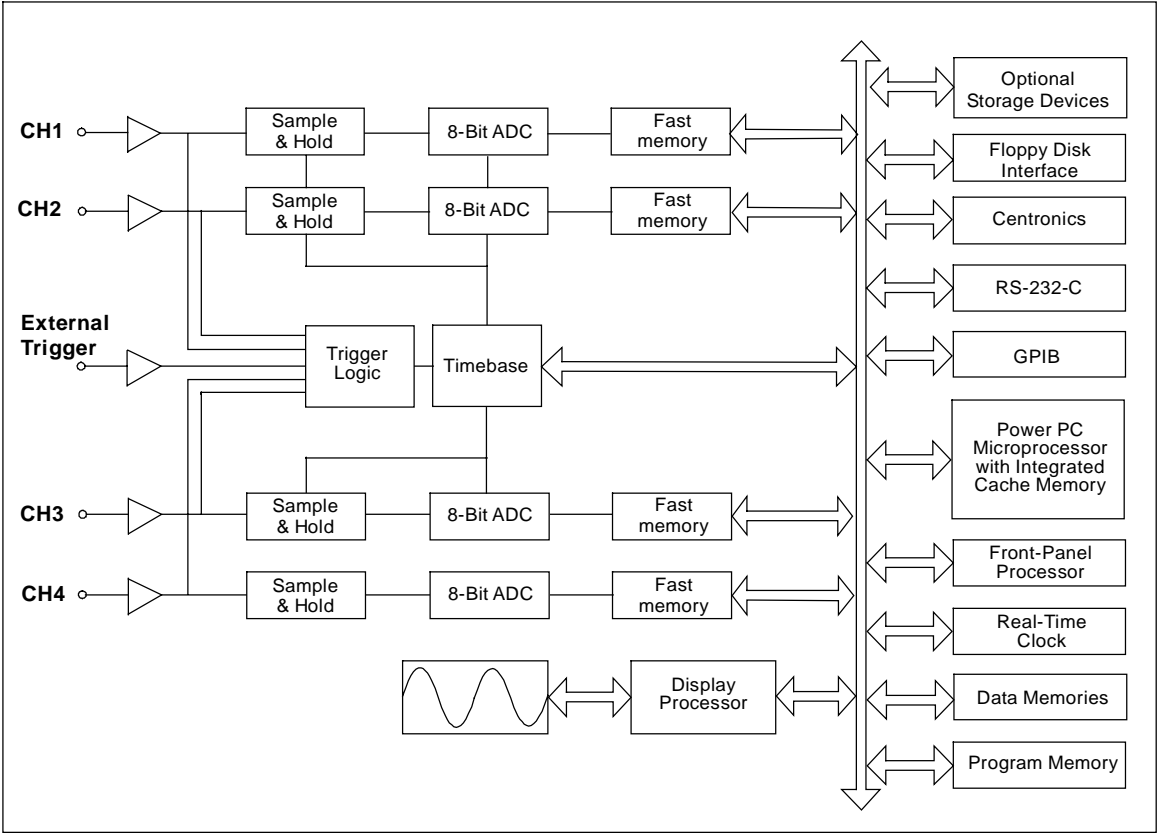 CH1
Sample
& Hold
8-Bit ADC
Fast
memory
Optional
Storage Devices
Floppy Disk
Interface
CH2
Sample
& Hold
8-Bit ADC
Fast
memory
Centronics
RS-232-C
External
Trigger
Trigger
Logic
Timebase
GPIB
Power PC
Microprocessor
with Integrated
Cache Memory
CH3
Sample
& Hold
8-Bit ADC
Fast
memory
Front-Panel
Processor
CH4
Sample
& Hold
8-Bit ADC
Fast
memory
Real-Time
Clock
Display
Processor
Data Memories
Program Memory